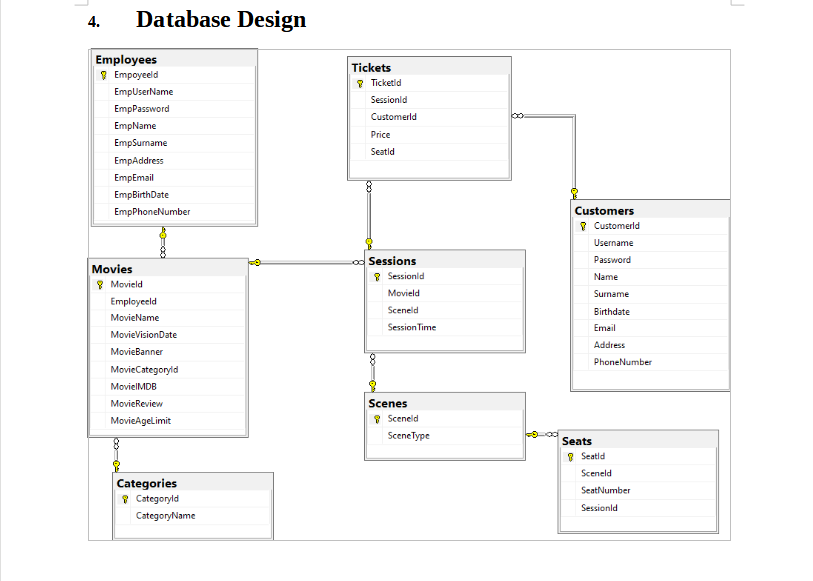 4. Database Design
Employees
EmpoyeeId
EmpUserName
EmpPassword
EmpName
EmpSurname
EmpAddress
EmpEmail
EmpBirthDate
EmpPhoneNumber
Tickets
TicketId
SessionId
CustomerId
Price
SeatId
Customers
CustomerId
Username
Password
Name
Surname
Birthdate
Email
Address
PhoneNumber
Movies
MovieId
EmployeeId
MovieName
MovieVisionDate
MovieBanner
MovieCategoryId
MovieIMDB
MovieReview
MovieAgeLimit
Sessions
SessionId
MovieId
SceneId
SessionTime
Scenes
SceneId
SceneType
Seats
SeatId
SceneId
SeatNumber
SessionId
Categories
CategoryId
CategoryName